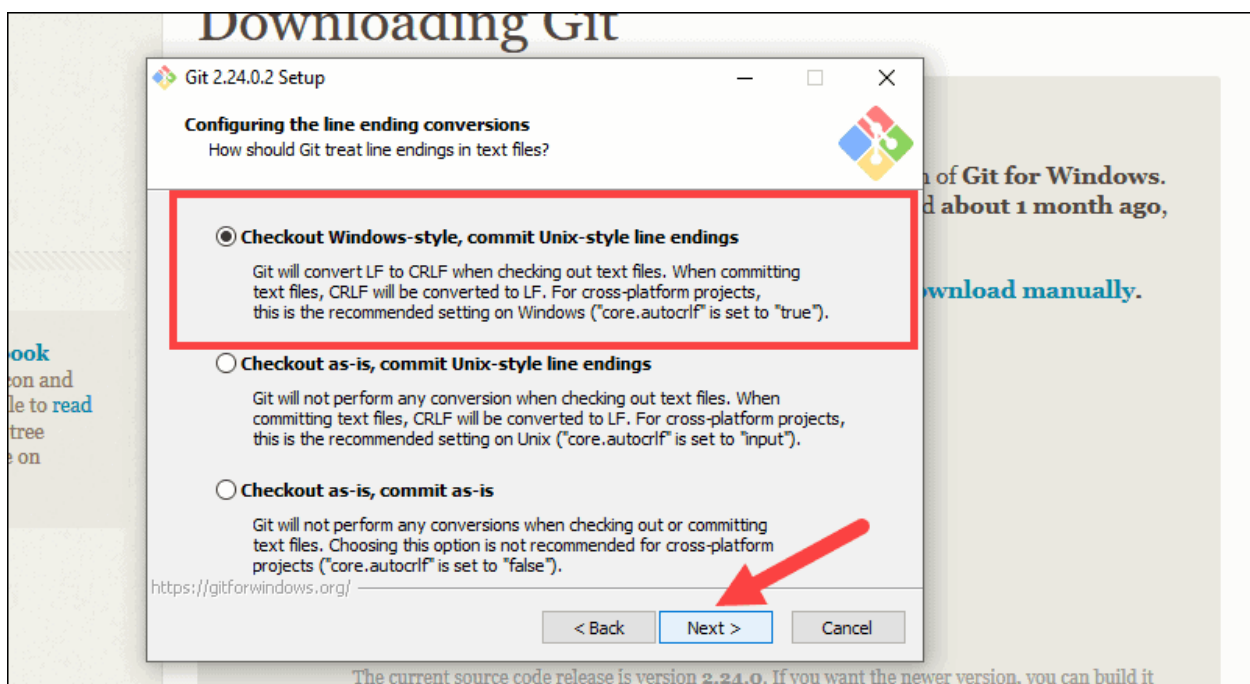 Downloading Git
Git 2.24.0.2 Setup
Configuring the line ending conversions
How should Git treat line endings in text files?
of Git for Windows.
about 1 month ago,
download manually.
Checkout Windows-style, commit Unix-style line endings
Git will convert LF to CRLF when checking out text files. When committing
text files, CRLF will be converted to LF. For cross-platform projects,
this is the recommended setting on Windows ("core.autocrlf" is set to "true").
Checkout as-is, commit Unix-style line endings
Git will not perform any conversion when checking out text files. When
committing text files, CRLF will be converted to LF. For cross-platform projects,
this is the recommended setting on Unix ("core.autocrlf" is set to "input").
Checkout as-is, commit as-is
Git will not perform any conversions when checking out or committing
text files. Choosing this option is not recommended for cross-platform
projects ("core.autocrlf" is set to "false").
https://gitforwindows.org/
< Back
Next >
Cancel
ook
and
to read
tree
on
The current source code release is version 2.24.0. If you want the newer version, you can build it